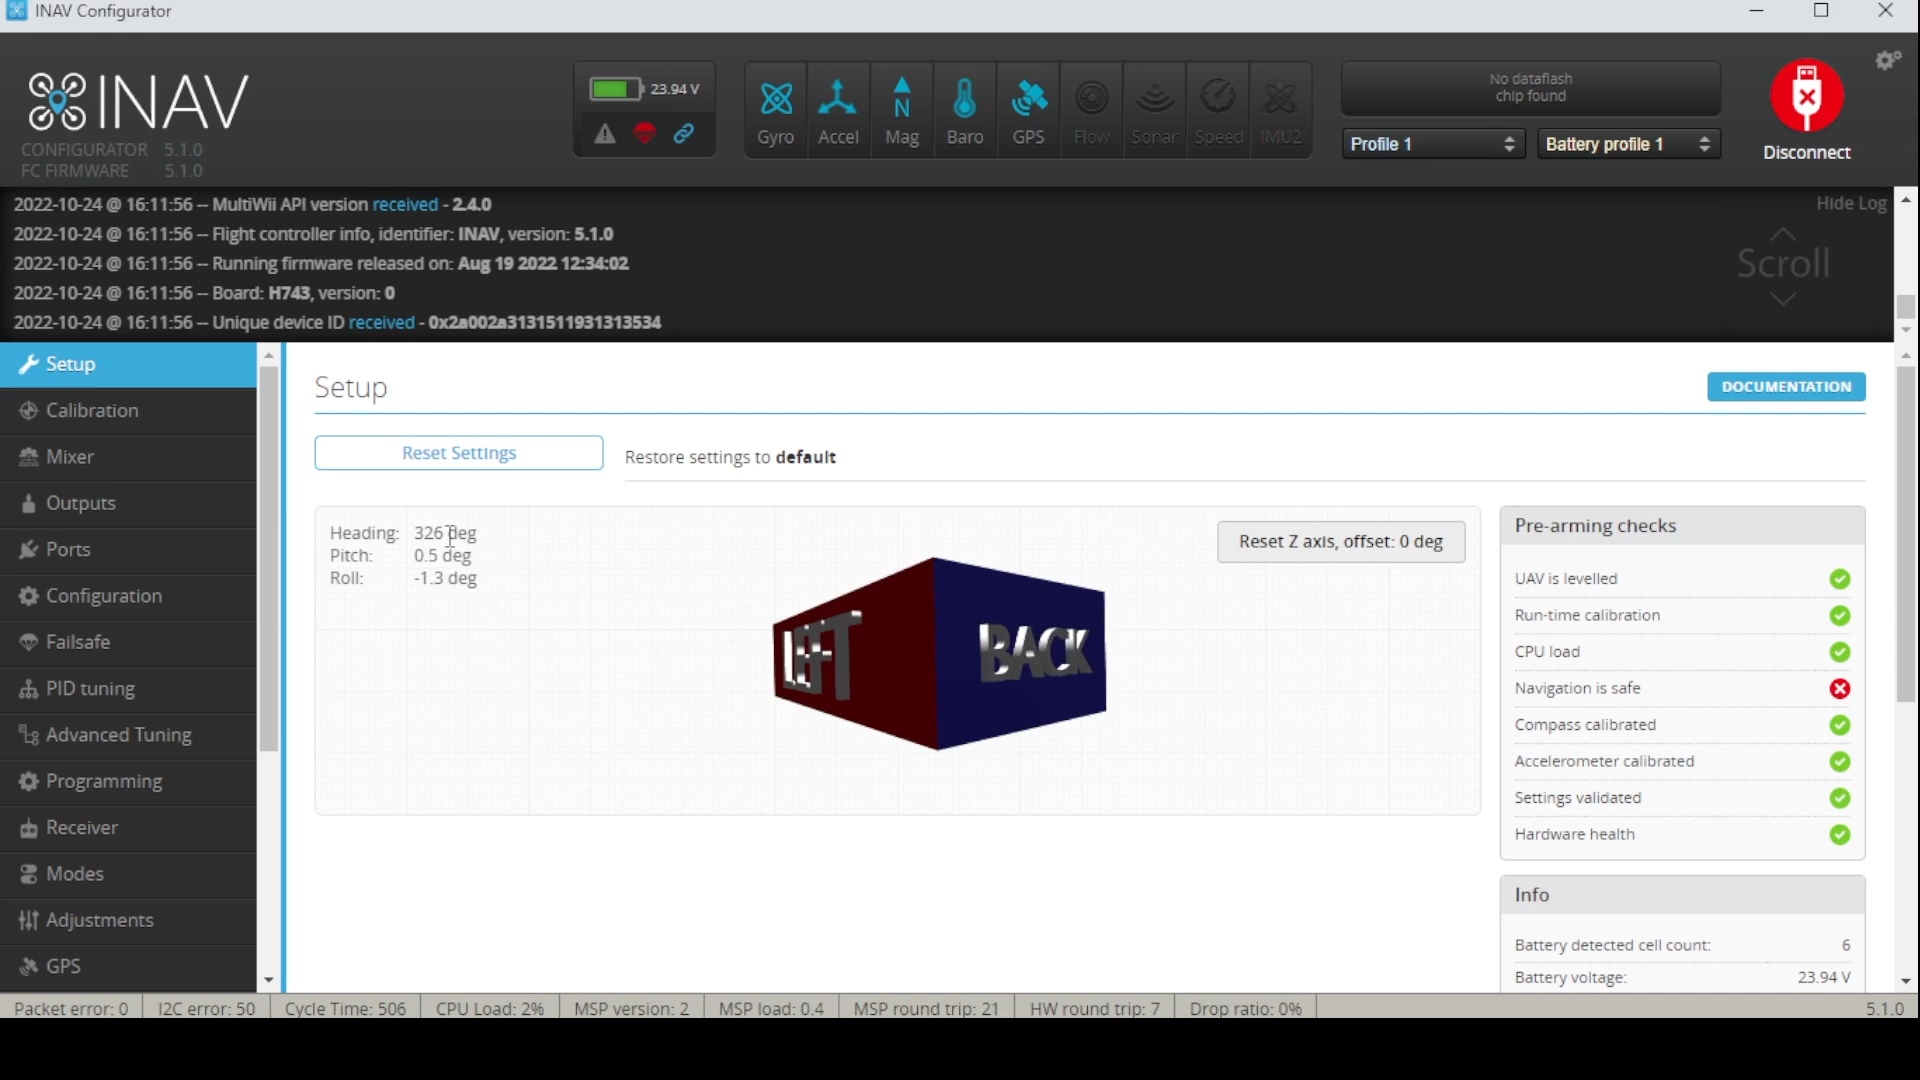 INAV Configurator
INAV
CONFIGURATOR 5.1.0
FC FIRMWARE 5.1.0
23.94 V
Gyro Accel Mag Baro GPS Flow Sonar Speed IMU2
N
No dataflash
chip found
Profile 1
Battery profile 1
Disconnect
Hide Log
Scroll
2022-10-24 @ 16:11:56 -- MultiWii API version received - 2.4.0
2022-10-24 @ 16:11:56 -- Flight controller info, identifier: INAV, version: 5.1.0
2022-10-24 @ 16:11:56 -- Running firmware released on: Aug 19 2022 12:34:02
2022-10-24 @ 16:11:56 -- Board: H743, version: 0
2022-10-24 @ 16:11:56 -- Unique device ID received - 0x2a002a3131511931313534
Setup
Calibration
Mixer
Outputs
Ports
Configuration
Failsafe
PID tuning
Advanced Tuning
Programming
Receiver
Modes
Adjustments
GPS
Setup
DOCUMENTATION
Reset Settings
Restore settings to default
Heading: 326 deg
Pitch: 0.5 deg
Roll: -1.3 deg
Reset Z axis, offset: 0 deg
LEFT
BACK
Pre-arming checks
UAV is levelled
Run-time calibration
CPU load
Navigation is safe
Compass calibrated
Accelerometer calibrated
Settings validated
Hardware health
Info
Battery detected cell count: 6
Battery voltage: 23.94 V
Packet error: 0 I2C error: 50 Cycle Time: 506 CPU Load: 2% MSP version: 2 MSP load: 0.4 MSP round trip: 21 HW round trip: 7 Drop ratio: 0% 5.1.0